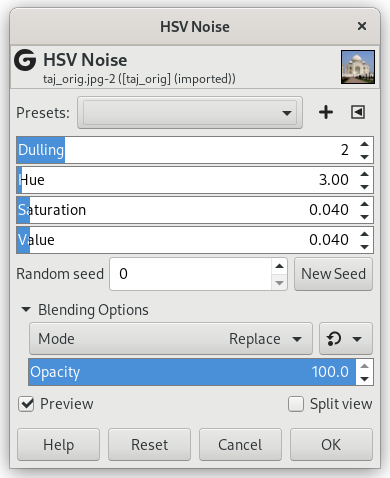 HSV Noise
HSV Noise
taj_orig.jpg-2 ([taj_orig] (imported))
Presets:
Dulling 2
Hue 3.00
Saturation 0.040
Value 0.040
Random seed 0 New Seed
Blending Options
Mode Replace
Opacity 100.0
Preview Split view
Help Reset Cancel OK